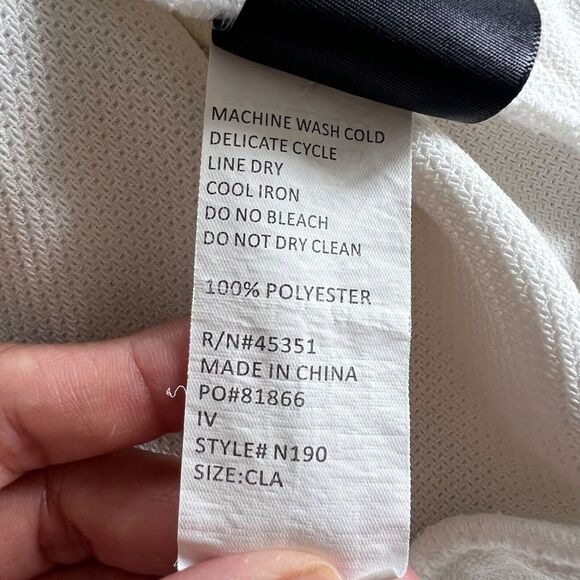 MACHINE WASH COLD
DELICATE CYCLE
LINE DRY
COOL IRON
DO NO BLEACH
DO NOT DRY CLEAN
100% POLYESTER
R/N#45351
MADE IN CHINA
PO#81866
IV
STYLE# N190
SIZE:CLA